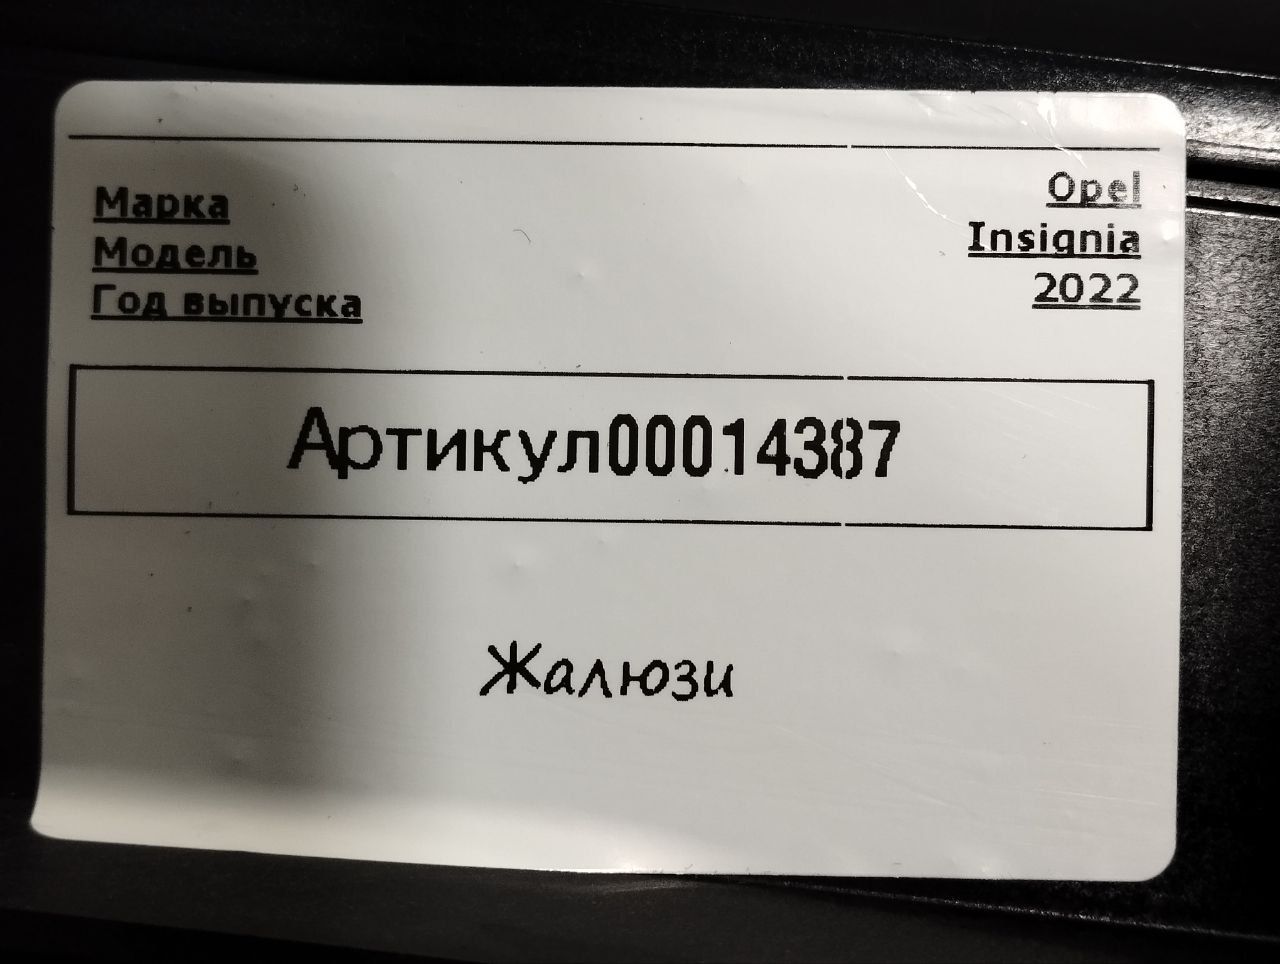 Марка Opel
Модель Insignia
Год выпуска 2022
Артикул00014387
Жалюзи